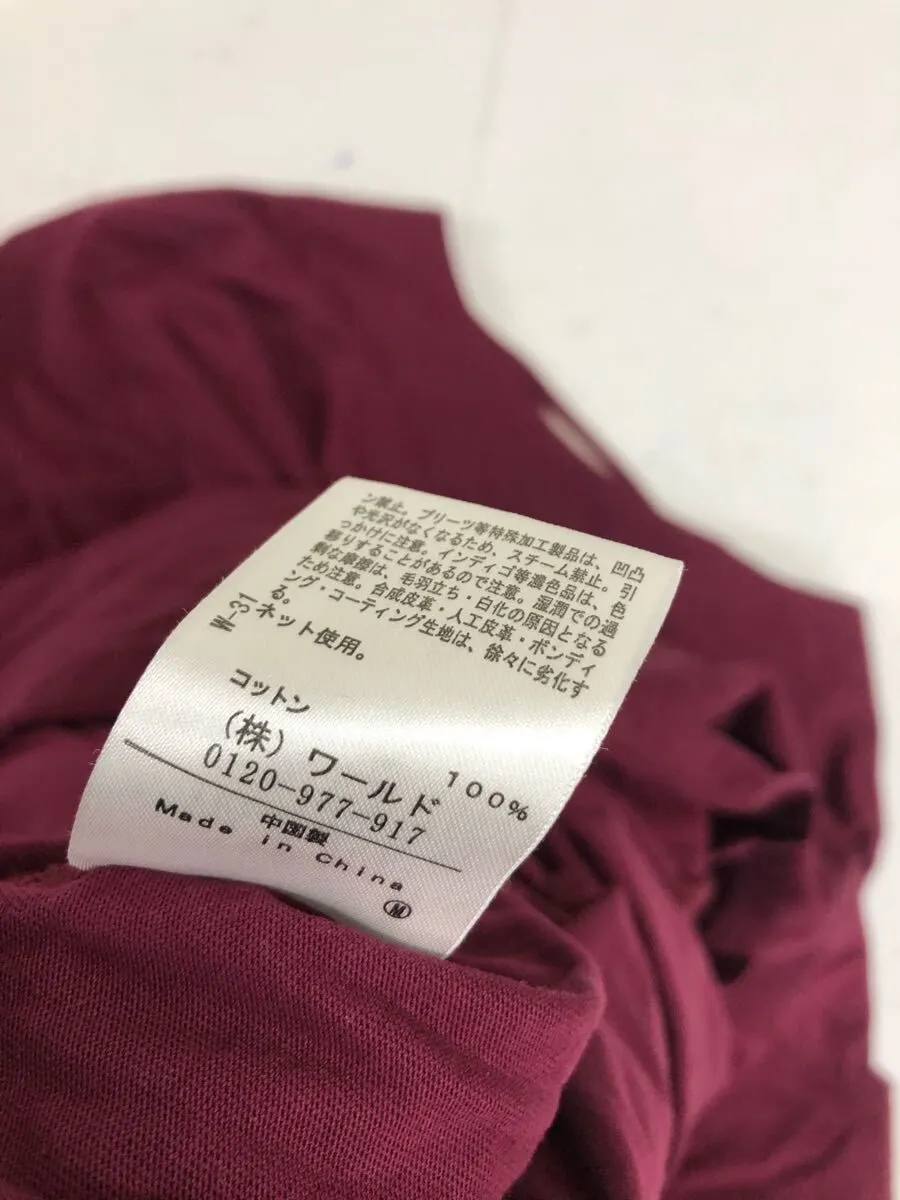 ン禁止。プリーツ等特殊加工製品は、凹凸
や光沢がなくなるため、スチーム禁止。引
っかけに注意。インディゴ等濃色品は、色
移りすることがあるので注意。湿潤での過
剰な摩擦は、毛羽立ち・白化の原因となる
ため注意。合成皮革・人工皮革・ボンディ
ング・コーティング生地は、徐々に劣化す
る。
W-31 ネット使用。
コットン 100%
(株) ワールド
0120-977-917
中国製
Made in China
M